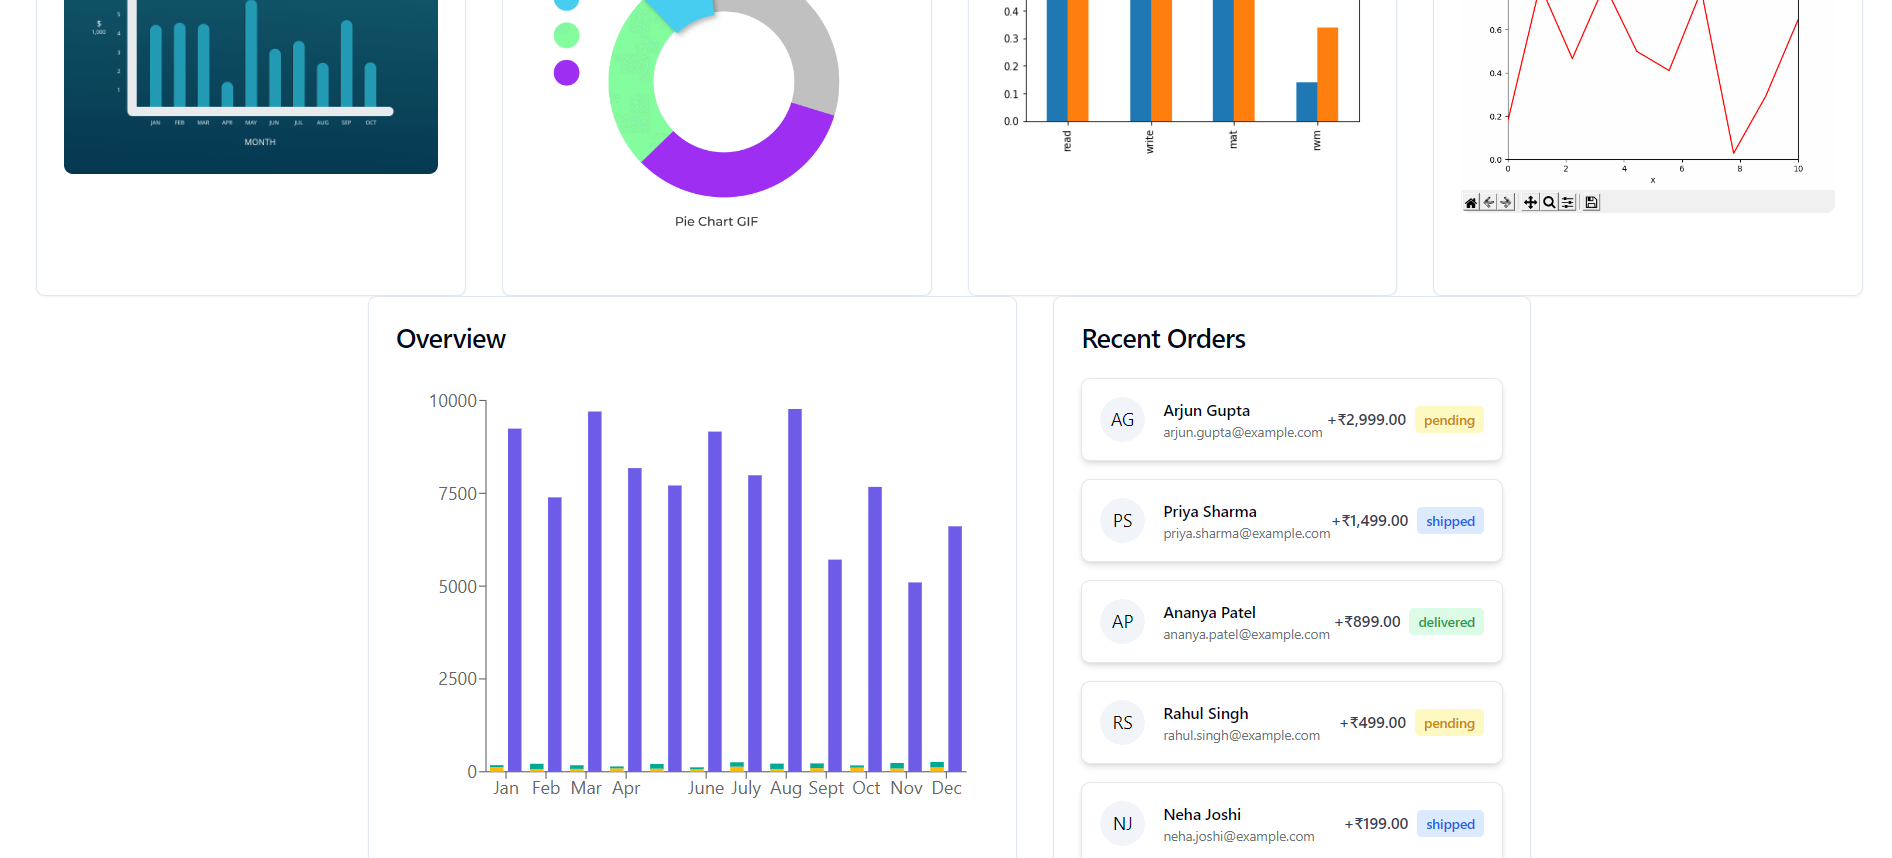 $
1,000
5
4
3
2
1
JAN FEB MAR APR MAY JUN JUL AUG SEP OCT
MONTH
Pie Chart GIF
0.4
0.3
0.2
0.1
0.0
read write mat rwm
0.6
0.4
0.2
0.0
0 2 4 6 8 10
x
Overview
10000
7500
5000
2500
0
Jan Feb Mar Apr June July Aug Sept Oct Nov Dec
Recent Orders
AG
Arjun Gupta
arjun.gupta@example.com
+₹2,999.00
pending
PS
Priya Sharma
priya.sharma@example.com
+₹1,499.00
shipped
AP
Ananya Patel
ananya.patel@example.com
+₹899.00
delivered
RS
Rahul Singh
rahul.singh@example.com
+₹499.00
pending
NJ
Neha Joshi
neha.joshi@example.com
+₹199.00
shipped